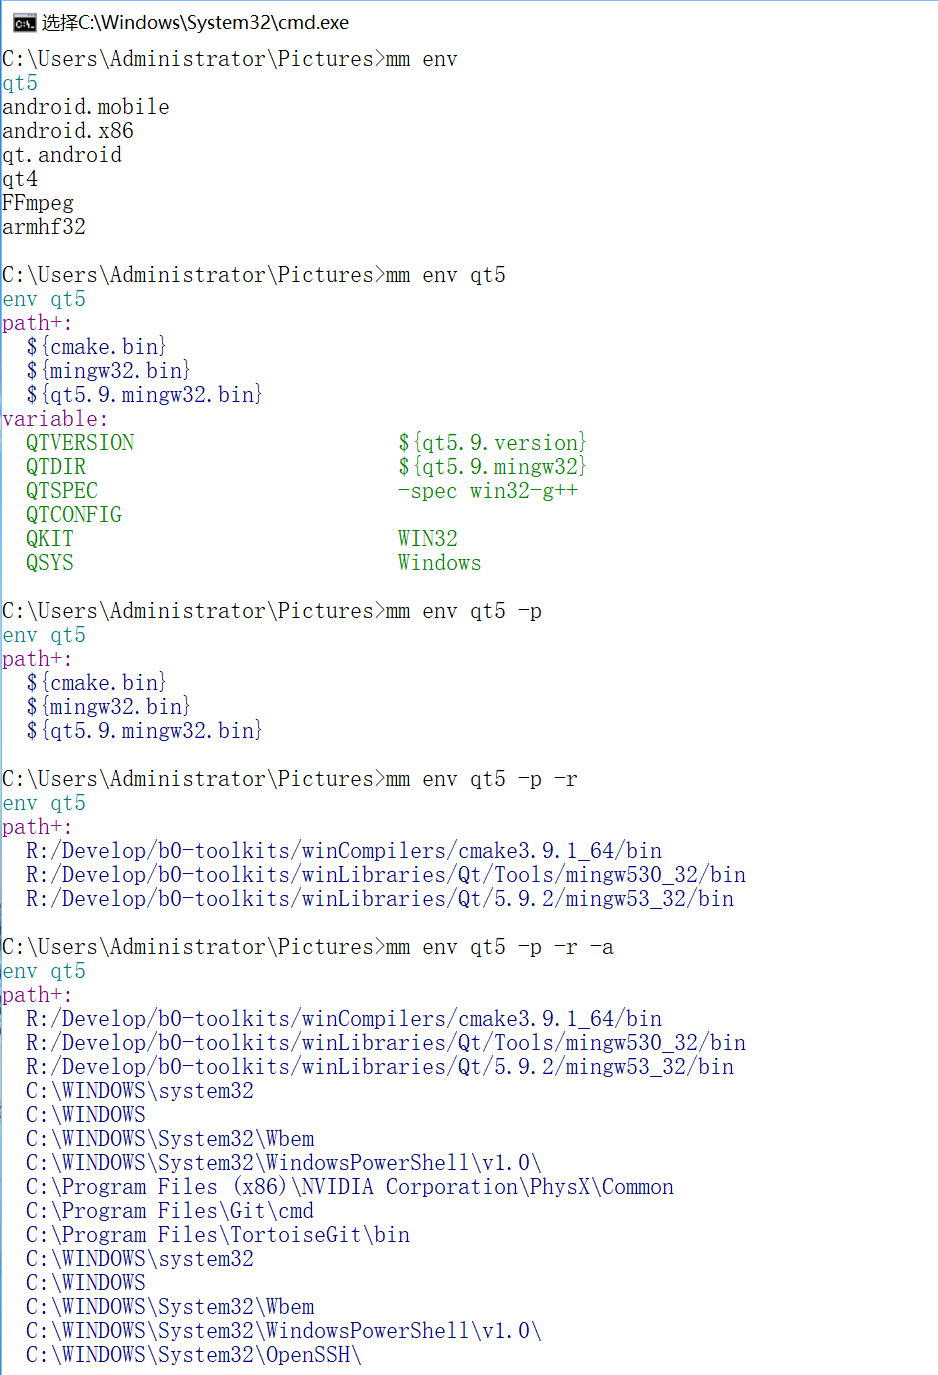 选择C:\Windows\System32\cmd.exe
C:\Users\Administrator\Pictures>mm env
qt5
android.mobile
android.x86
qt.android
qt4
FFmpeg
armhf32
C:\Users\Administrator\Pictures>mm env qt5
env qt5
path+:
  ${cmake.bin}
  ${mingw32.bin}
  ${qt5.9.mingw32.bin}
variable:
  QTVERSION                      ${qt5.9.version}
  QTDIR                          ${qt5.9.mingw32}
  QTSPEC                         -spec win32-g++
  QTCONFIG
  QKIT                           WIN32
  QSYS                           Windows
C:\Users\Administrator\Pictures>mm env qt5 -p
env qt5
path+:
  ${cmake.bin}
  ${mingw32.bin}
  ${qt5.9.mingw32.bin}
C:\Users\Administrator\Pictures>mm env qt5 -p -r
env qt5
path+:
  R:/Develop/b0-toolkits/winCompilers/cmake3.9.1_64/bin
  R:/Develop/b0-toolkits/winLibraries/Qt/Tools/mingw530_32/bin
  R:/Develop/b0-toolkits/winLibraries/Qt/5.9.2/mingw53_32/bin
C:\Users\Administrator\Pictures>mm env qt5 -p -r -a
env qt5
path+:
  R:/Develop/b0-toolkits/winCompilers/cmake3.9.1_64/bin
  R:/Develop/b0-toolkits/winLibraries/Qt/Tools/mingw530_32/bin
  R:/Develop/b0-toolkits/winLibraries/Qt/5.9.2/mingw53_32/bin
  C:\WINDOWS\system32
  C:\WINDOWS
  C:\WINDOWS\System32\Wbem
  C:\WINDOWS\System32\WindowsPowerShell\v1.0\
  C:\Program Files (x86)\NVIDIA Corporation\PhysX\Common
  C:\Program Files\Git\cmd
  C:\Program Files\TortoiseGit\bin
  C:\WINDOWS\system32
  C:\WINDOWS
  C:\WINDOWS\System32\Wbem
  C:\WINDOWS\System32\WindowsPowerShell\v1.0\
  C:\WINDOWS\System32\OpenSSH\